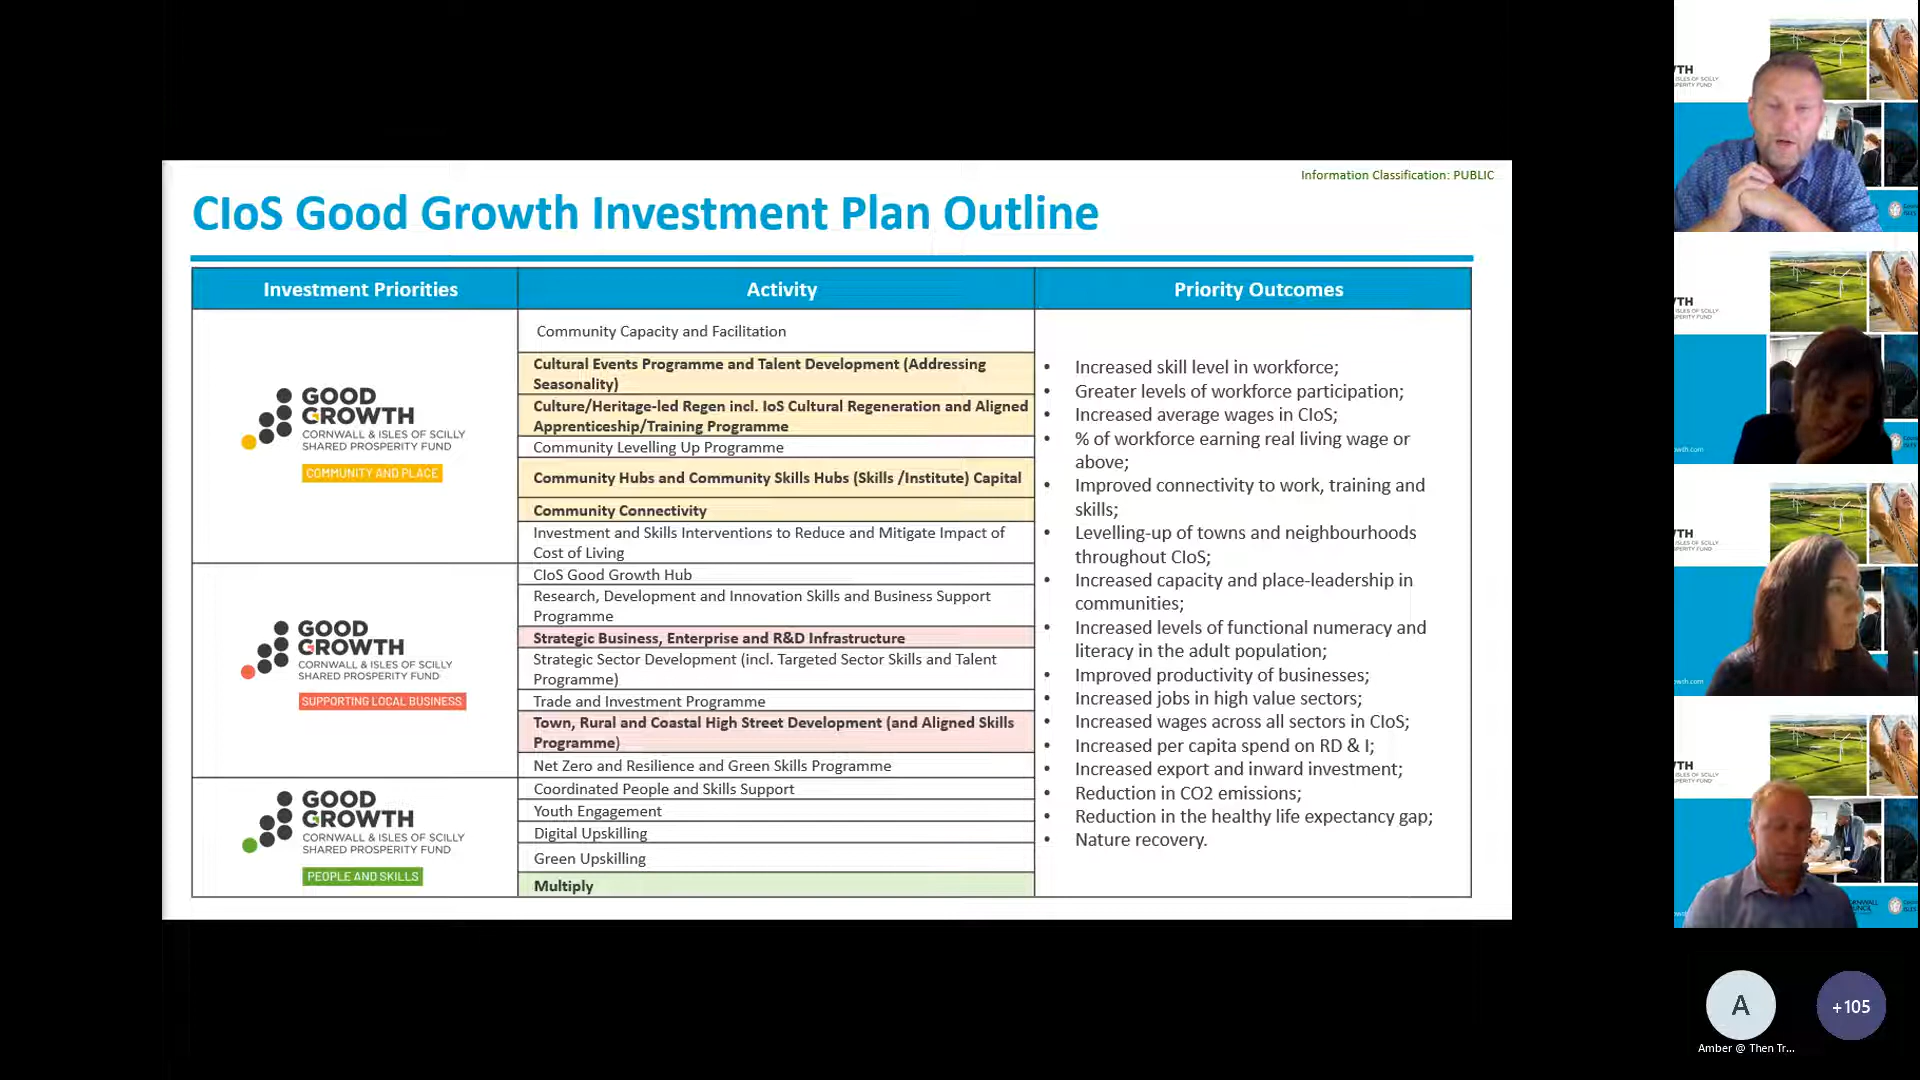 Information Classification: PUBLIC
CIoS Good Growth Investment Plan Outline
Investment Priorities
Activity
Priority Outcomes
GOOD
GROWTH
CORNWALL & ISLES OF SCILLY
SHARED PROSPERITY FUND
COMMUNITY AND PLACE
Community Capacity and Facilitation
Cultural Events Programme and Talent Development (Addressing
Seasonality)
Culture/Heritage-led Regen incl. IoS Cultural Regeneration and Aligned
Apprenticeship/Training Programme
Community Levelling Up Programme
Community Hubs and Community Skills Hubs (Skills /Institute) Capital
Community Connectivity
Investment and Skills Interventions to Reduce and Mitigate Impact of
Cost of Living
GOOD
GROWTH
CORNWALL & ISLES OF SCILLY
SHARED PROSPERITY FUND
SUPPORTING LOCAL BUSINESS
CIoS Good Growth Hub
Research, Development and Innovation Skills and Business Support
Programme
Strategic Business, Enterprise and R&D Infrastructure
Strategic Sector Development (incl. Targeted Sector Skills and Talent
Programme)
Trade and Investment Programme
Town, Rural and Coastal High Street Development (and Aligned Skills
Programme)
Net Zero and Resilience and Green Skills Programme
GOOD
GROWTH
CORNWALL & ISLES OF SCILLY
SHARED PROSPERITY FUND
PEOPLE AND SKILLS
Coordinated People and Skills Support
Youth Engagement
Digital Upskilling
Green Upskilling
Multiply
• Increased skill level in workforce;
• Greater levels of workforce participation;
• Increased average wages in CIoS;
• % of workforce earning real living wage or
above;
• Improved connectivity to work, training and
skills;
• Levelling-up of towns and neighbourhoods
throughout CIoS;
• Increased capacity and place-leadership in
communities;
• Increased levels of functional numeracy and
literacy in the adult population;
• Improved productivity of businesses;
• Increased jobs in high value sectors;
• Increased wages across all sectors in CIoS;
• Increased per capita spend on RD & I;
• Increased export and inward investment;
• Reduction in CO2 emissions;
• Reduction in the healthy life expectancy gap;
• Nature recovery.
A
+105
Amber @ Then Tr...